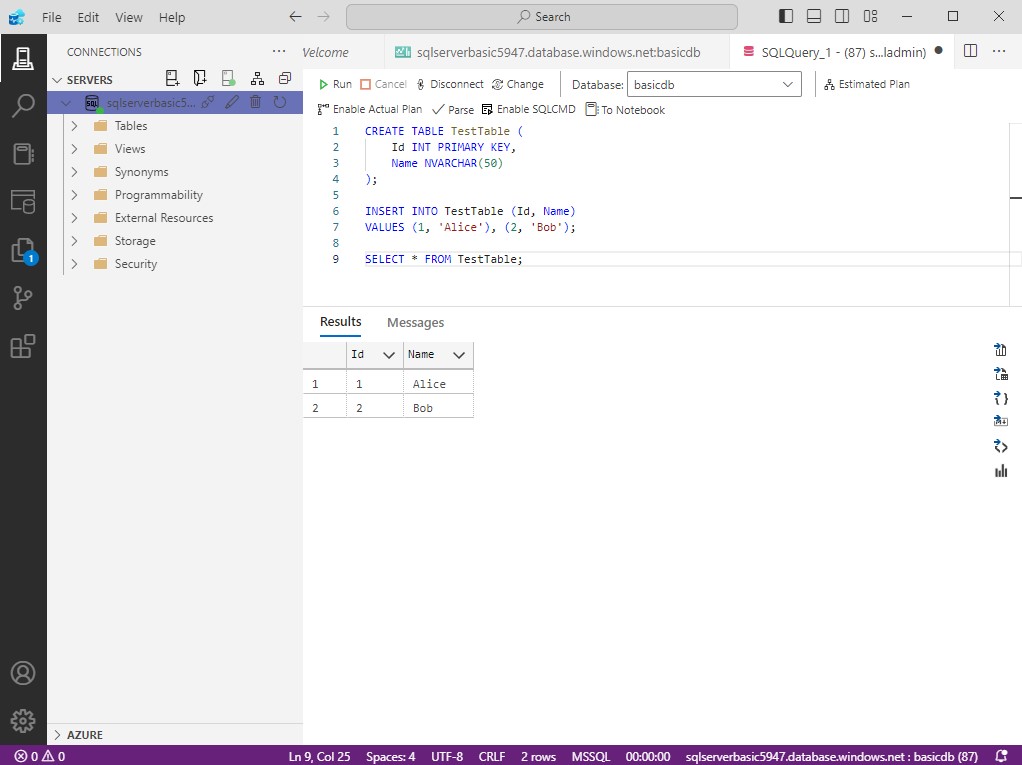 File Edit View Help
Search
CONNECTIONS
Welcome
sqlserverbasic5947.database.windows.net:basicdb
SQLQuery_1 - (87) s...ladmin)
SERVERS
Run Cancel Disconnect Change Database: basicdb Estimated Plan
Enable Actual Plan Parse Enable SQLCMD To Notebook
SQL sqlserverbasic5...
Tables
Views
Synonyms
Programmability
External Resources
Storage
Security
1
1 CREATE TABLE TestTable (
2 Id INT PRIMARY KEY,
3 Name NVARCHAR(50)
4 );
5
6 INSERT INTO TestTable (Id, Name)
7 VALUES (1, 'Alice'), (2, 'Bob');
8
9 SELECT * FROM TestTable;
Results Messages
Id Name
1 1 Alice
2 2 Bob
AZURE
0 0 Ln 9, Col 25 Spaces: 4 UTF-8 CRLF 2 rows MSSQL 00:00:00 sqlserverbasic5947.database.windows.net : basicdb (87)